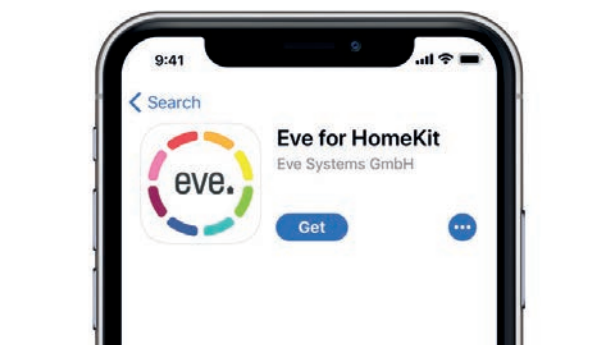 9:41
Search
Eve for HomeKit
Eve Systems GmbH
eve.
Get